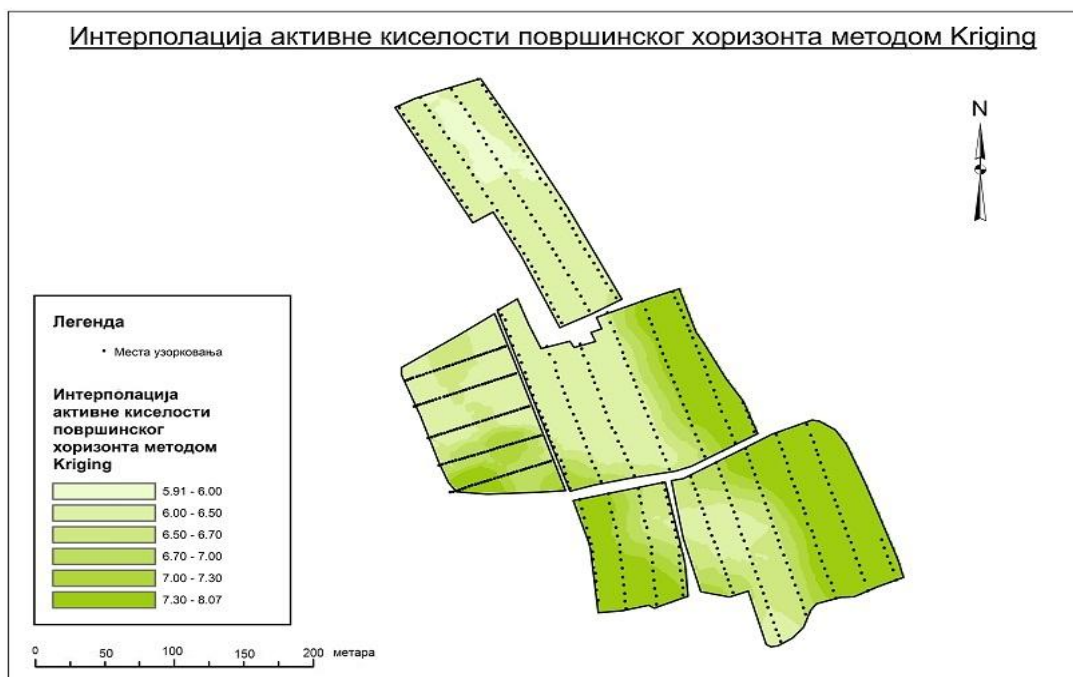 Интерполација активне киселости површинског хоризонта методом Kriging
N
Легенда
Места узорковања
Интерполација
активне киселости
површинског
хоризонта методом
Kriging
5.91 - 6.00
6.00 - 6.50
6.50 - 6.70
6.70 - 7.00
7.00 - 7.30
7.30 - 8.07
0 50 100 150 200 метара